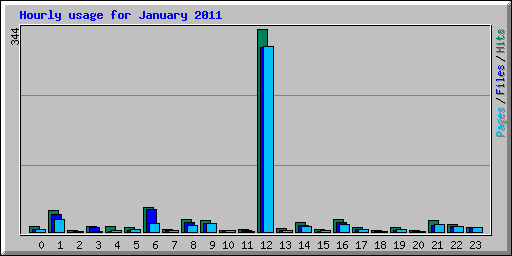 Hourly usage for January 2011
344
Pages/Files/Hits
0 1 2 3 4 5 6 7 8 9 10 11 12 13 14 15 16 17 18 19 20 21 22 23